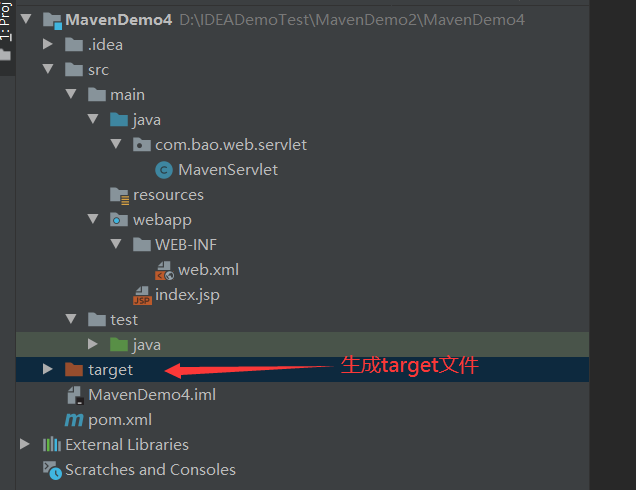 1: Proj
MavenDemo4 D:\IDEADemoTest\MavenDemo2\MavenDemo4
.idea
src
main
java
com.bao.web.servlet
C MavenServlet
resources
webapp
WEB-INF
web.xml
JSP index.jsp
test
java
target 生成target文件
MavenDemo4.iml
m pom.xml
External Libraries
Scratches and Consoles